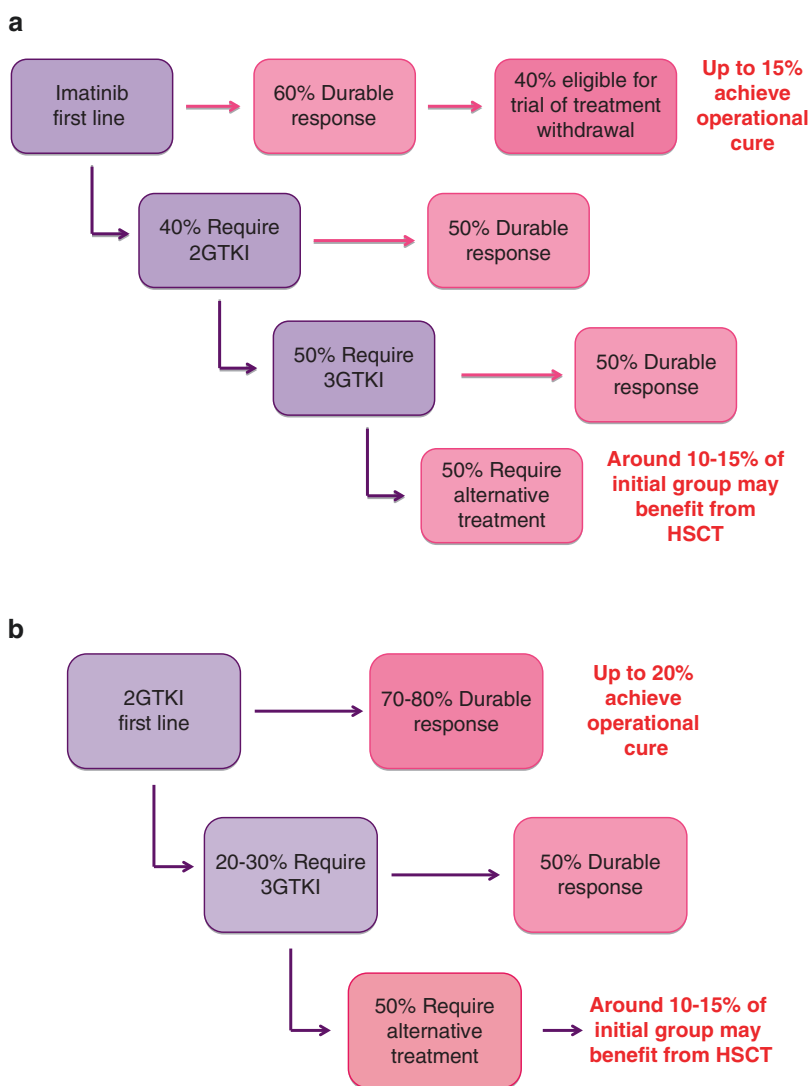 a
Imatinib
first line
60% Durable
response
40% eligible for
trial of treatment
withdrawal
Up to 15%
achieve
operational
cure
40% Require
2GTKI
50% Durable
response
50% Require
3GTKI
50% Durable
response
50% Require
alternative
treatment
Around 10-15% of
initial group may
benefit from
HSCT
b
2GTKI
first line
70-80% Durable
response
Up to 20%
achieve
operational
cure
20-30% Require
3GTKI
50% Durable
response
50% Require
alternative
treatment
Around 10-15% of
initial group may
benefit from HSCT